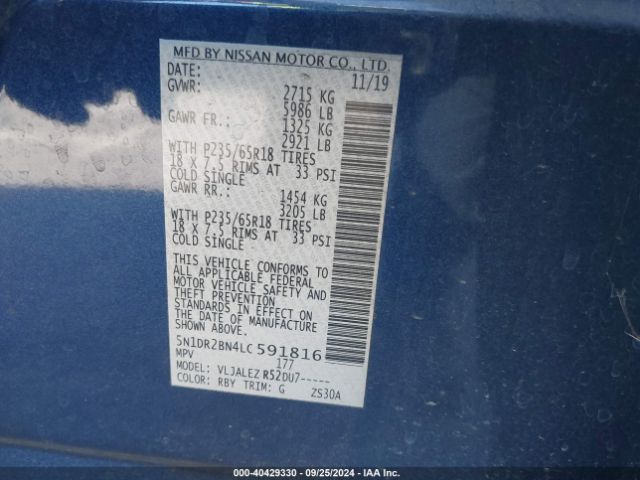 MFD BY NISSAN MOTOR CO., LTD.
DATE: 11/19
GVWR: 2715 KG
5986 LB
GAWR FR.: 1325 KG
2921 LB
WITH P235/65R18 TIRES
18 X 7.5 RIMS AT 33 PSI
COLD SINGLE
GAWR RR.: 1454 KG
3205 LB
WITH P235/65R18 TIRES
18 X 7.5 RIMS AT 33 PSI
COLD SINGLE
THIS VEHICLE CONFORMS TO
ALL APPLICABLE FEDERAL
MOTOR VEHICLE SAFETY AND
THEFT PREVENTION
STANDARDS IN EFFECT ON
THE DATE OF MANUFACTURE
SHOWN ABOVE.
5N1DR2BN4LC591816
MPV 177
MODEL: VLJALEZ R52DU7-----
COLOR: RBY TRIM: G ZS30A
000-40429330 - 09/25/2024 - IAA Inc.